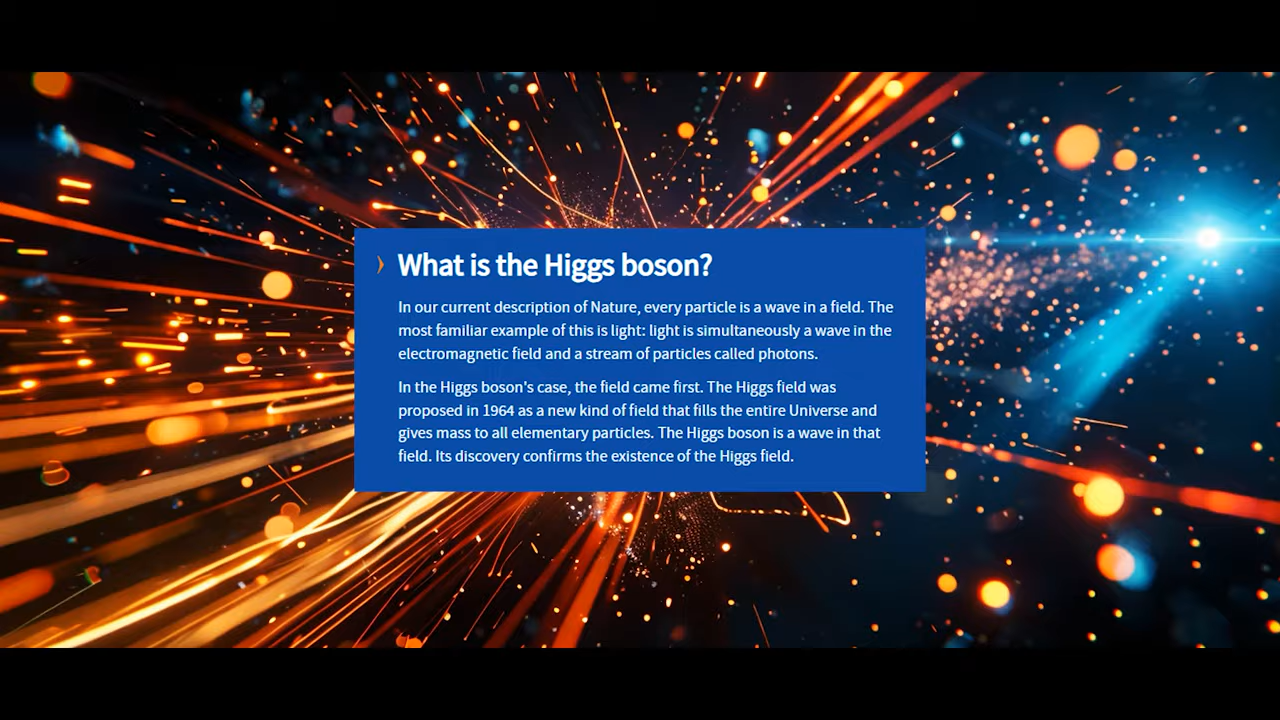 What is the Higgs boson?
In our current description of Nature, every particle is a wave in a field. The
most familiar example of this is light: light is simultaneously a wave in the
electromagnetic field and a stream of particles called photons.
In the Higgs boson's case, the field came first. The Higgs field was
proposed in 1964 as a new kind of field that fills the entire Universe and
gives mass to all elementary particles. The Higgs boson is a wave in that
field. Its discovery confirms the existence of the Higgs field.